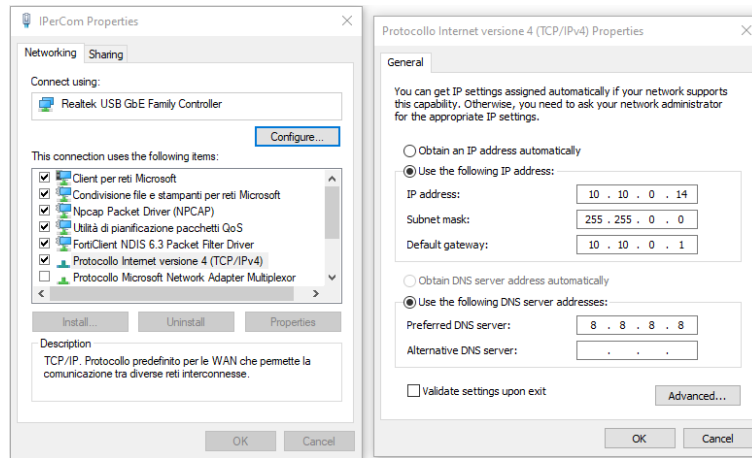 IPerCom Properties
Networking
Sharing
Connect using:
Realtek USB GbE Family Controller
Configure...
This connection uses the following items:
Client per reti Microsoft
Condivisione file e stampanti per reti Microsoft
Npcap Packet Driver (NPCAP)
Utilità di pianificazione pacchetti QoS
FortiClient NDIS 6.3 Packet Filter Driver
Protocollo Internet versione 4 (TCP/IPv4)
Protocollo Microsoft Network Adapter Multiplexor
Install...
Uninstall
Properties
Description
TCP/IP. Protocollo predefinito per le WAN che permette la
comunicazione tra diverse reti interconnesse.
OK
Cancel
Protocollo Internet versione 4 (TCP/IPv4) Properties
General
You can get IP settings assigned automatically if your network supports
this capability. Otherwise, you need to ask your network administrator
for the appropriate IP settings.
Obtain an IP address automatically
Use the following IP address:
IP address: 10 . 10 . 0 . 14
Subnet mask: 255 . 255 . 0 . 0
Default gateway: 10 . 10 . 0 . 1
Obtain DNS server address automatically
Use the following DNS server addresses:
Preferred DNS server: 8 . 8 . 8 . 8
Alternative DNS server: . . .
Validate settings upon exit
Advanced...
OK
Cancel